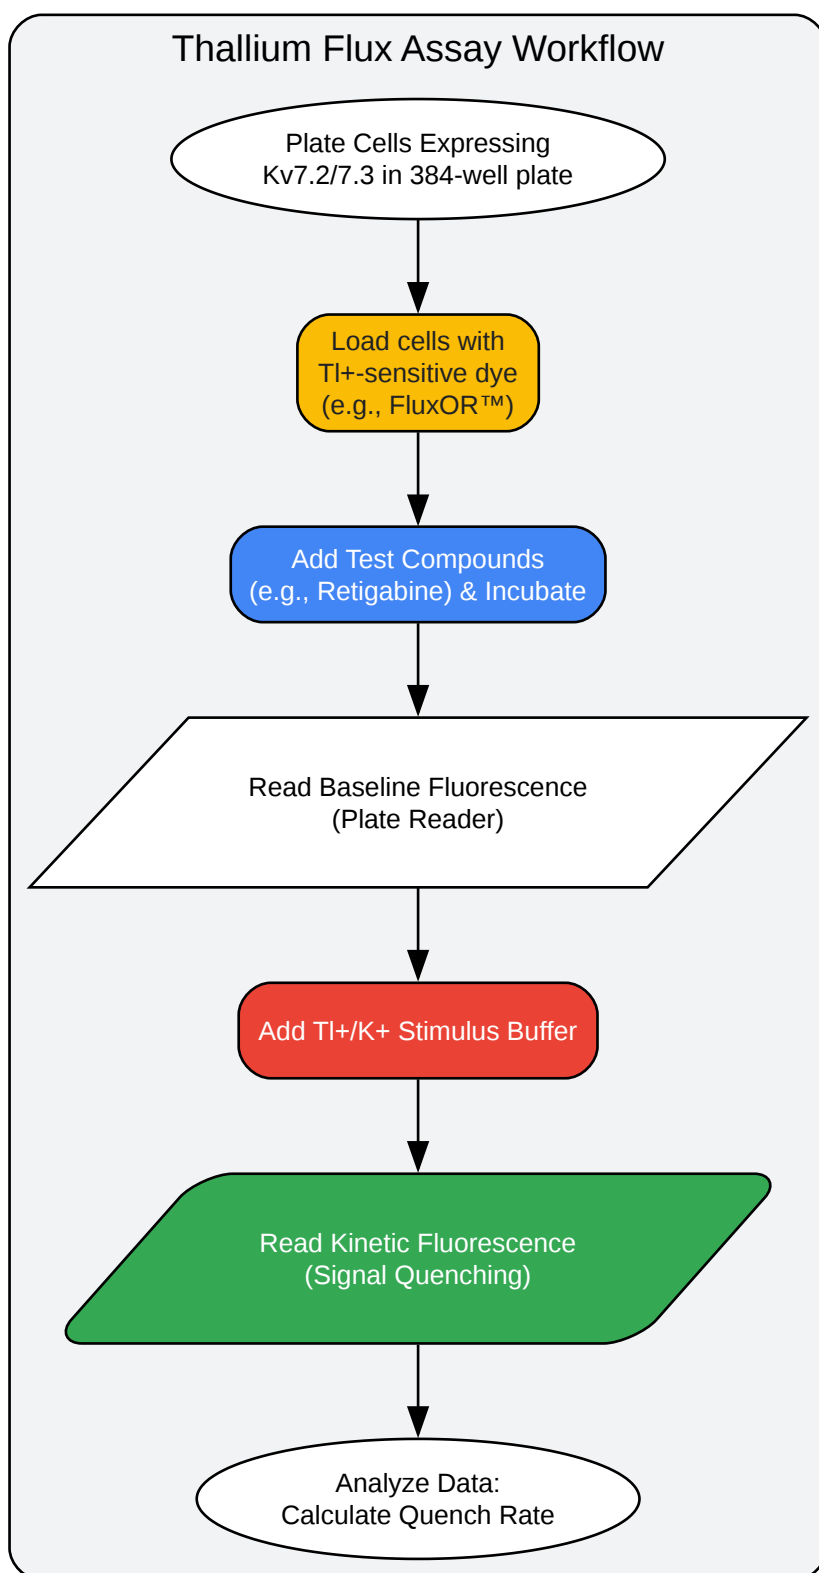 Thallium Flux Assay Workflow
Plate Cells Expressing
Kv7.2/7.3 in 384-well plate
Load cells with
Tl+-sensitive dye
(e.g., FluxOR™)
Add Test Compounds
(e.g., Retigabine) & Incubate
Read Baseline Fluorescence
(Plate Reader)
Add Tl+/K+ Stimulus Buffer
Read Kinetic Fluorescence
(Signal Quenching)
Analyze Data:
Calculate Quench Rate